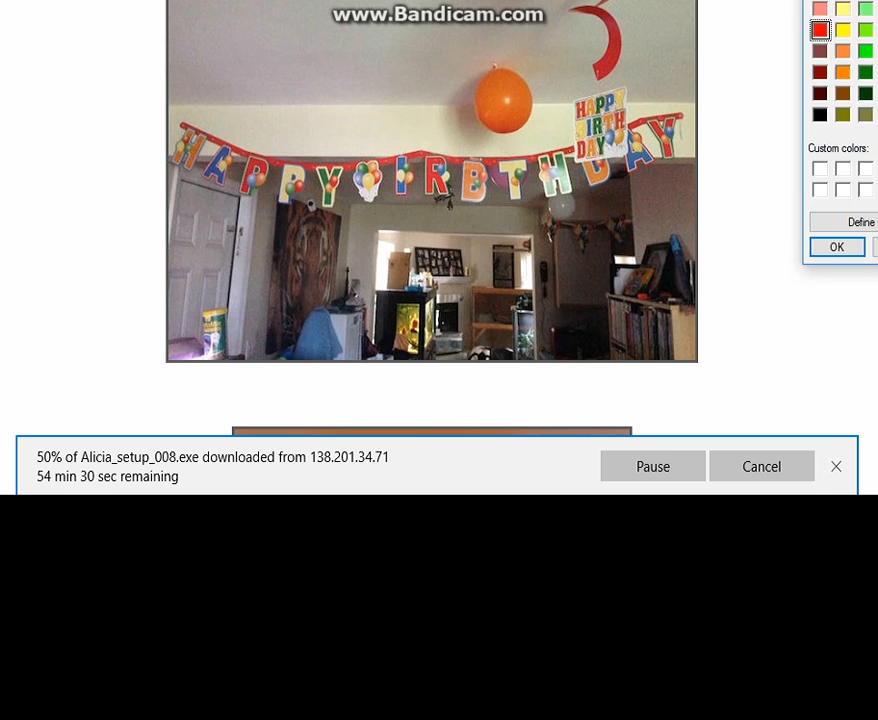 www.Bandicam.com
HAPPY
BIRTH
DAY
HAPPY BIRTHDAY
Custom colors:
Define
OK
50% of Alicia_setup_008.exe downloaded from 138.201.34.71
54 min 30 sec remaining
Pause
Cancel